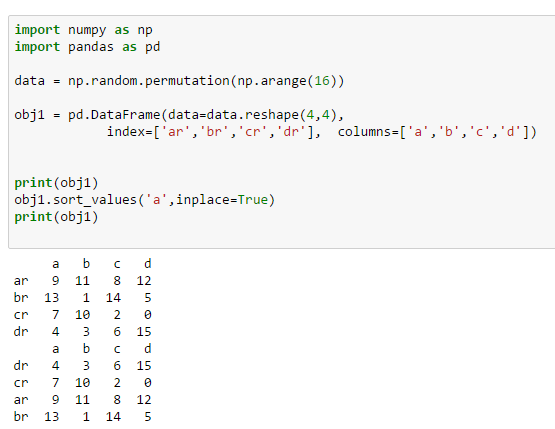 import numpy as np
import pandas as pd
data = np.random.permutation(np.arange(16))
obj1 = pd.DataFrame(data=data.reshape(4,4),
            index=['ar','br','cr','dr'],  columns=['a','b','c','d'])
print(obj1)
obj1.sort_values('a',inplace=True)
print(obj1)
     a   b   c   d
ar   9  11   8  12
br  13   1  14   5
cr   7  10   2   0
dr   4   3   6  15
     a   b   c   d
dr   4   3   6  15
cr   7  10   2   0
ar   9  11   8  12
br  13   1  14   5